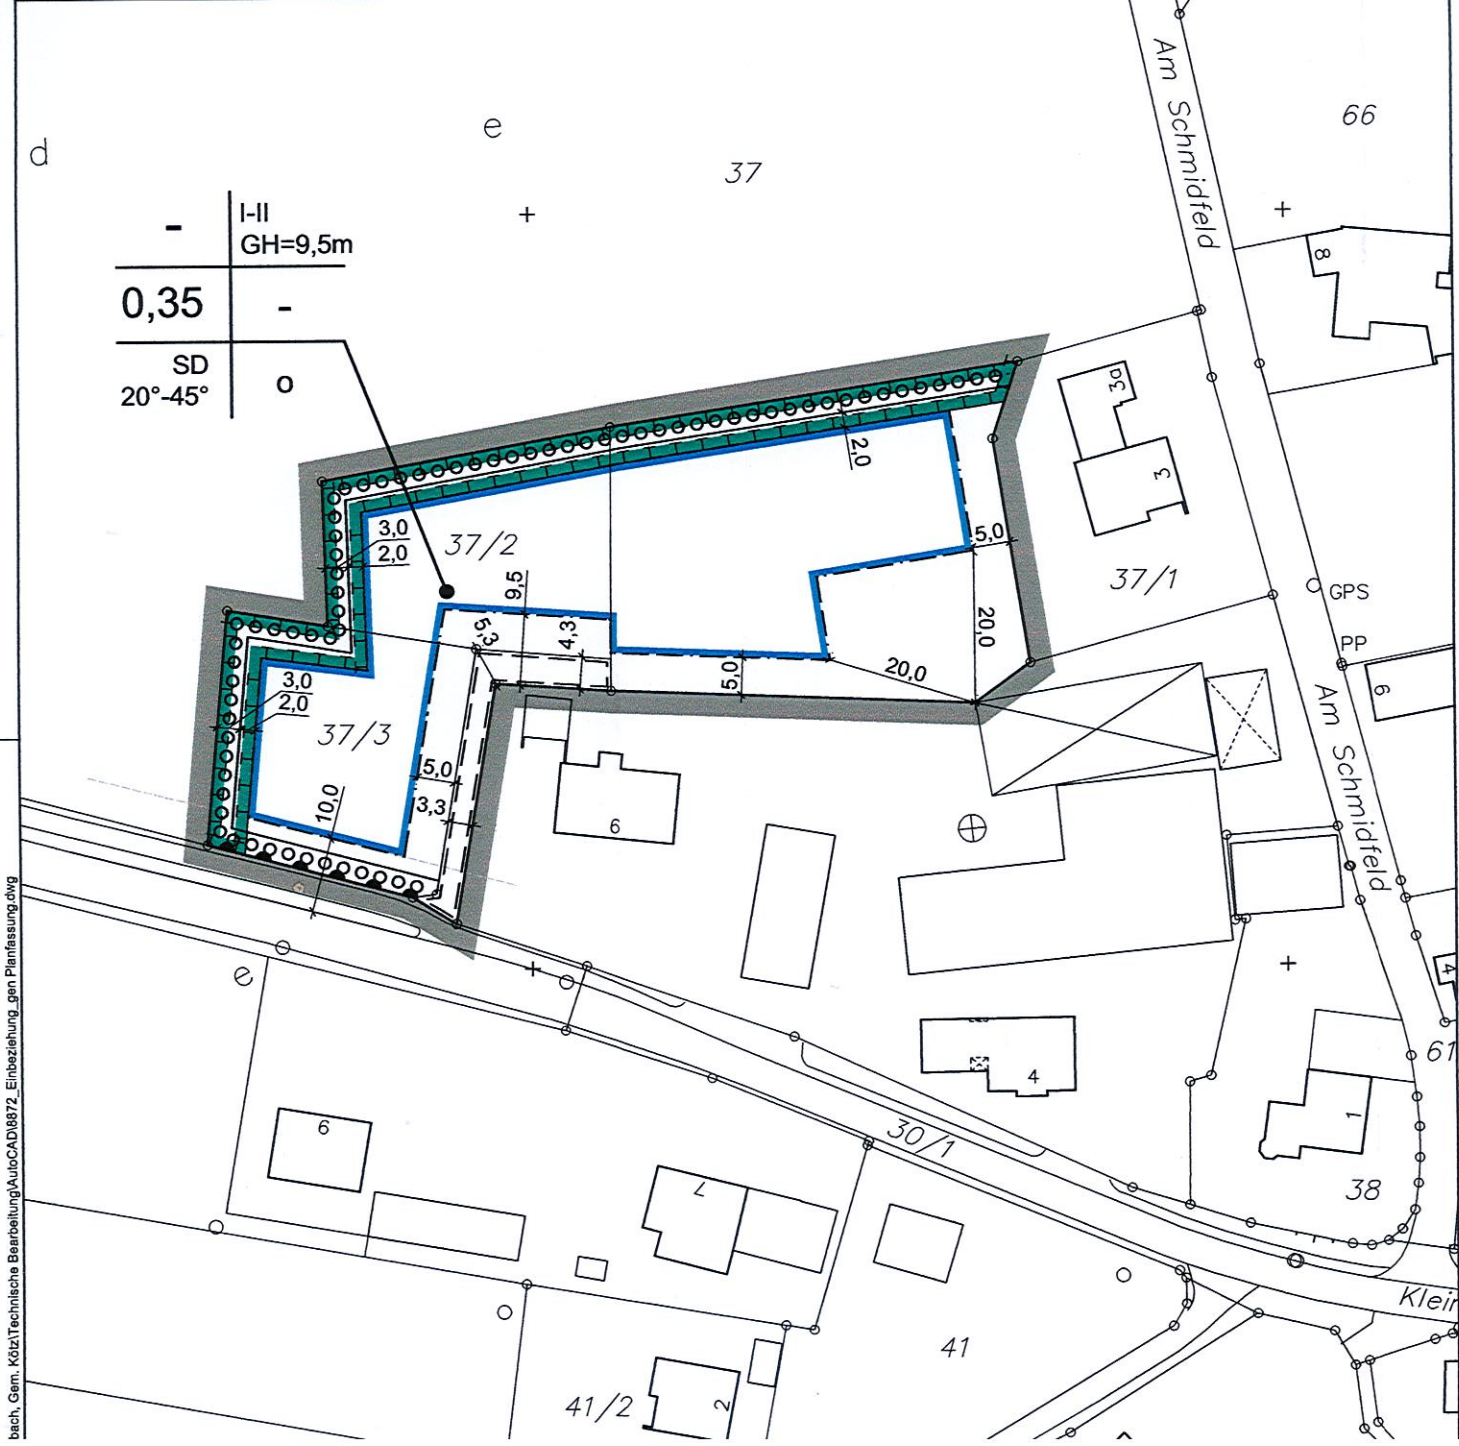 Am Schmidfeld
66
e
d
37
-
I-II
GH=9,5m
8
0,35
-
SD
20°-45°
o
3a
3
2,0
3,0
2,0
37/2
5,0
37/1
GPS
9,5
5,3
4,3
20,0
PP
20,0
5,0
9
3,0
2,0
37/3
5,0
3,3
10,0
Am Schmidfeld
6
e
4
4
61
30/1
1
38
6
7
Klein
41
41/2
2
bach, Gem. Kötz\Technische Bearbeitung\AutoCAD\8872_Einbeziehung_gen Planfassung.dwg